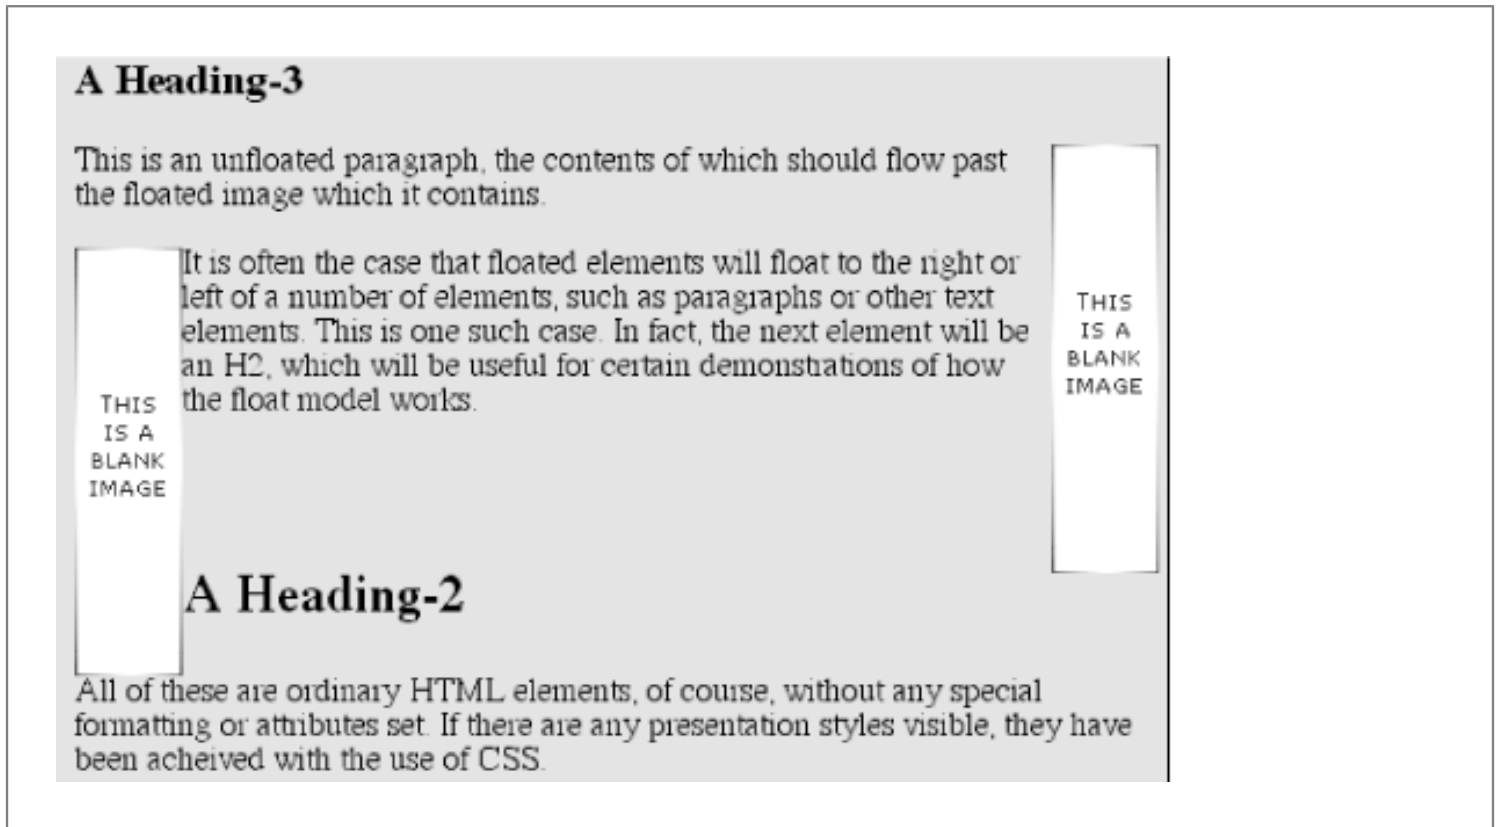 A Heading-3
This is an unfloated paragraph, the contents of which should flow past
the floated image which it contains.
THIS
IS A
BLANK
IMAGE
It is often the case that floated elements will float to the right or
left of a number of elements, such as paragraphs or other text
elements. This is one such case. In fact, the next element will be
an H2, which will be useful for certain demonstrations of how
the float model works.
THIS
IS A
BLANK
IMAGE
A Heading-2
All of these are ordinary HTML elements, of course, without any special
formatting or attributes set. If there are any presentation styles visible, they have
been acheived with the use of CSS.